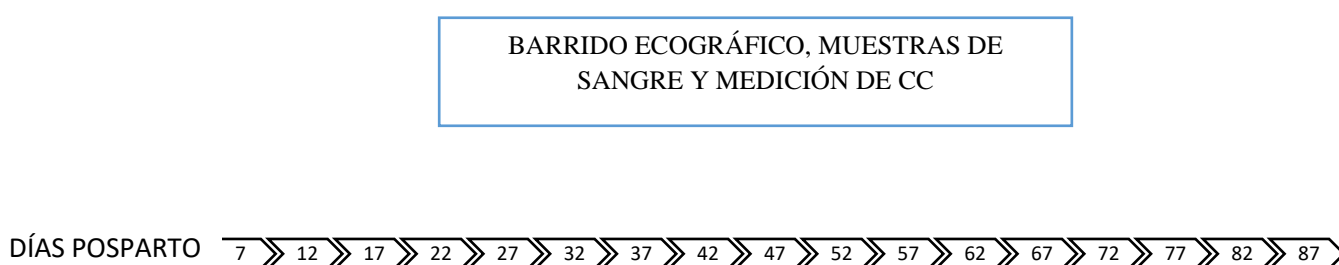 BARRIDO ECOGRÁFICO, MUESTRAS DE
SANGRE Y MEDICIÓN DE CC
DÍAS POSPARTO 7 12 17 22 27 32 37 42 47 52 57 62 67 72 77 82 87